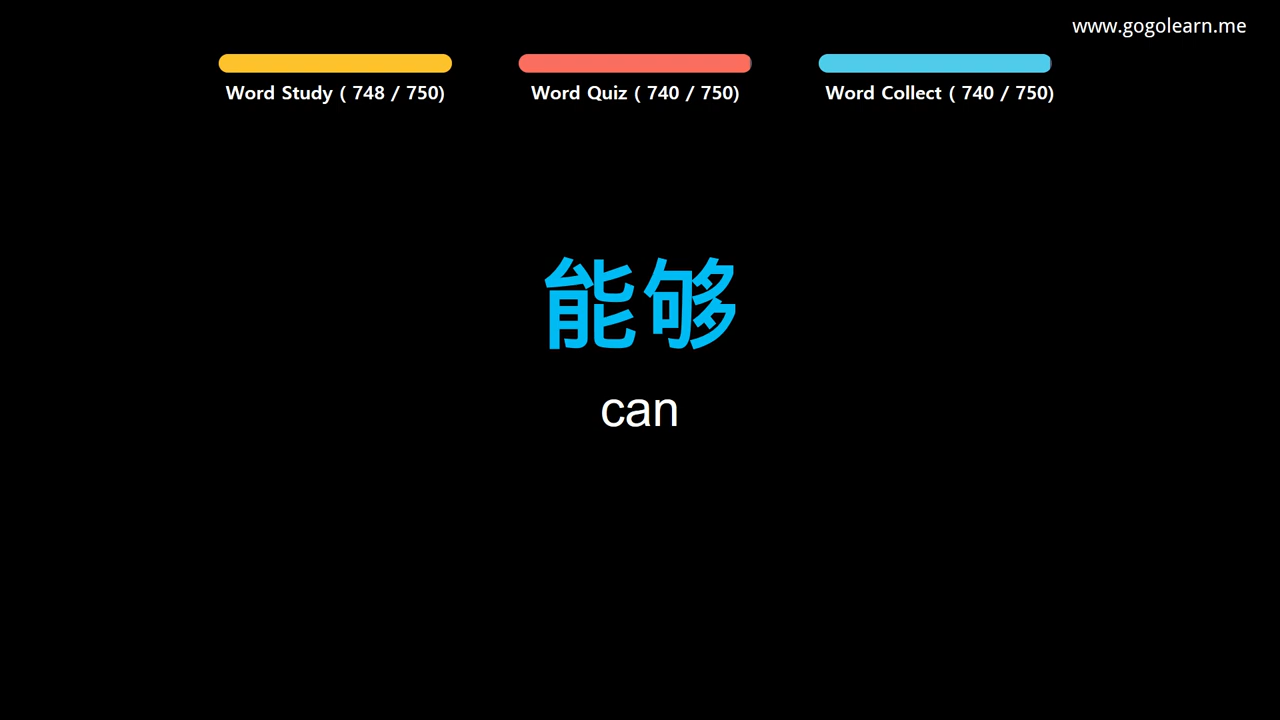 www.gogolearn.me
Word Study ( 748 / 750)
Word Quiz ( 740 / 750)
Word Collect ( 740 / 750)
能够
can